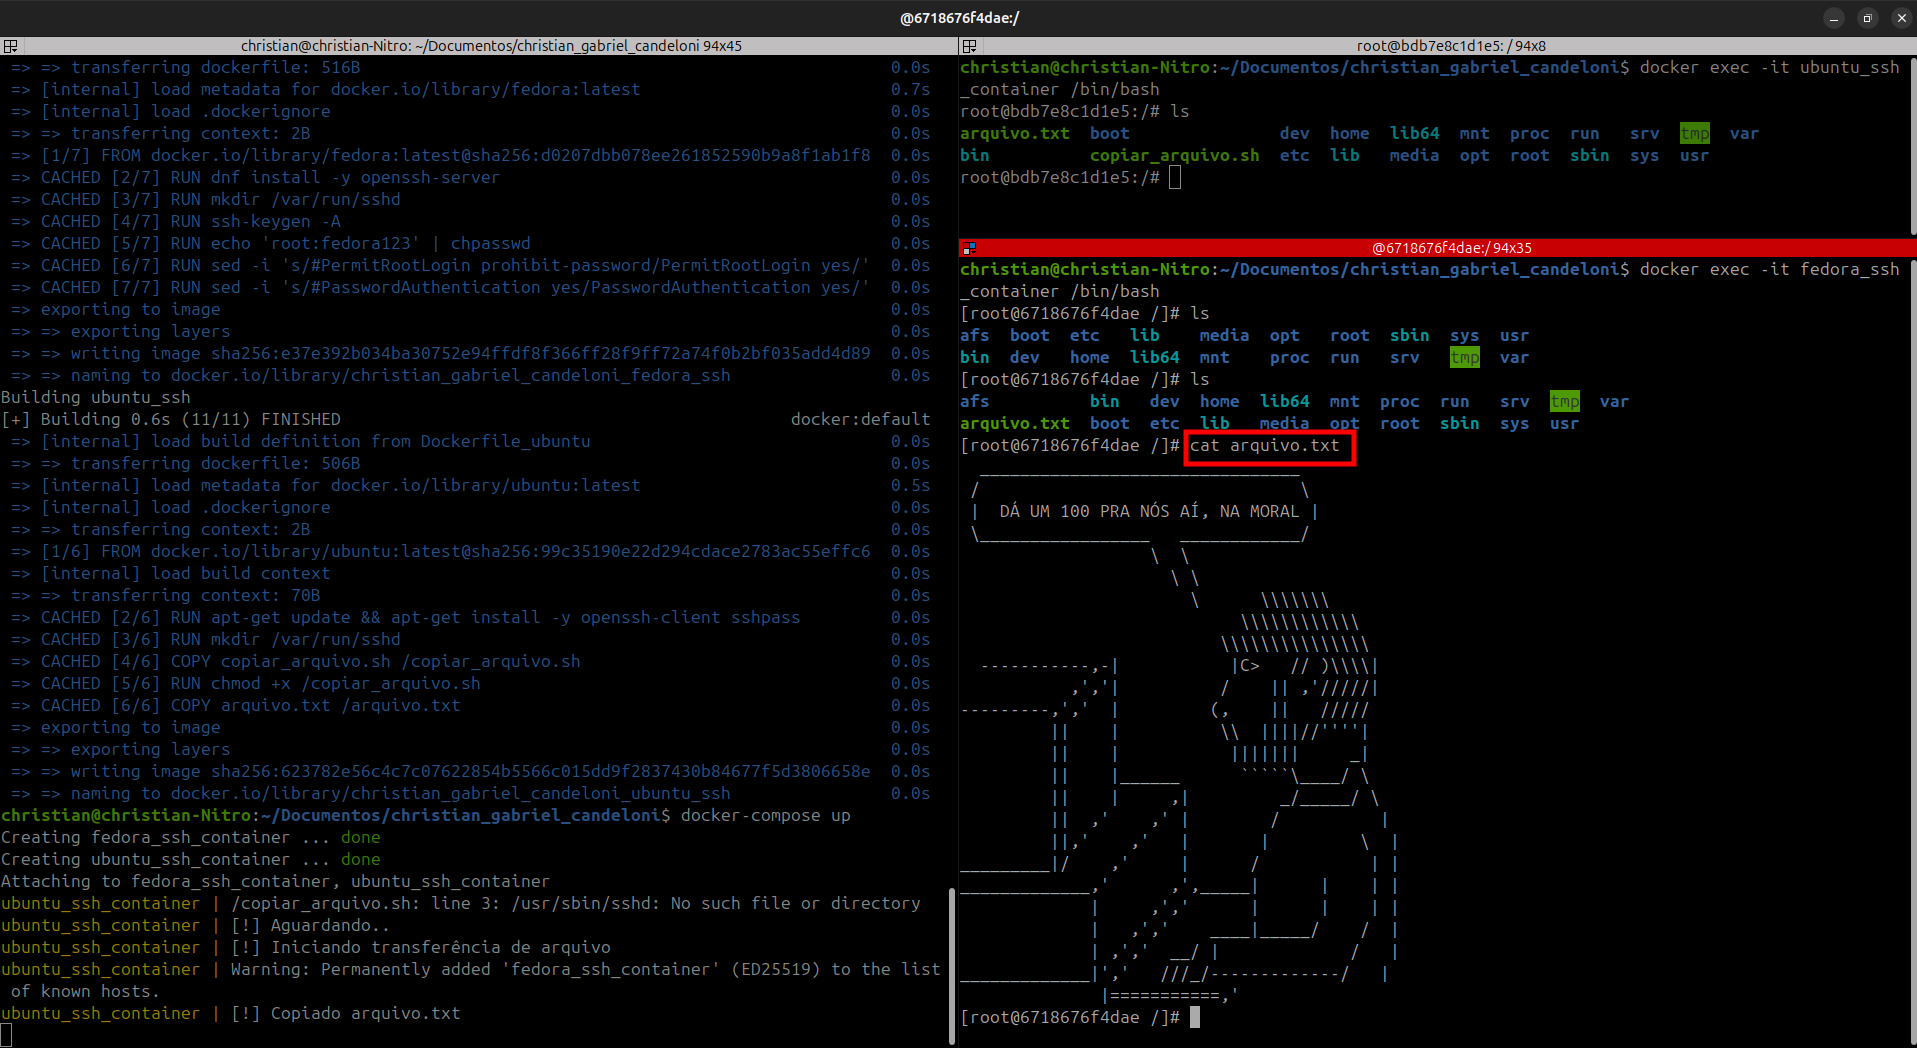 @6718676f4dae:/
christian@christian-Nitro: ~/Documentos/christian_gabriel_candeloni 94x45
=> => transferring dockerfile: 516B 0.0s
=> [internal] load metadata for docker.io/library/fedora:latest 0.7s
=> [internal] load .dockerignore 0.0s
=> => transferring context: 2B 0.0s
=> [1/7] FROM docker.io/library/fedora:latest@sha256:d0207dbb078ee261852590b9a8f1ab1f8 0.0s
=> CACHED [2/7] RUN dnf install -y openssh-server 0.0s
=> CACHED [3/7] RUN mkdir /var/run/sshd 0.0s
=> CACHED [4/7] RUN ssh-keygen -A 0.0s
=> CACHED [5/7] RUN echo 'root:fedora123' | chpasswd 0.0s
=> CACHED [6/7] RUN sed -i 's/#PermitRootLogin prohibit-password/PermitRootLogin yes/' 0.0s
=> CACHED [7/7] RUN sed -i 's/#PasswordAuthentication yes/PasswordAuthentication yes/' 0.0s
=> exporting to image 0.0s
=> => exporting layers 0.0s
=> => writing image sha256:e37e392b034ba30752e94ffdf8f366ff28f9ff72a74f0b2bf035add4d89 0.0s
=> => naming to docker.io/library/christian_gabriel_candeloni_fedora_ssh 0.0s
Building ubuntu_ssh
[+] Building 0.6s (11/11) FINISHED docker:default
=> [internal] load build definition from Dockerfile_ubuntu 0.0s
=> => transferring dockerfile: 506B 0.0s
=> [internal] load metadata for docker.io/library/ubuntu:latest 0.5s
=> [internal] load .dockerignore 0.0s
=> => transferring context: 2B 0.0s
=> [1/6] FROM docker.io/library/ubuntu:latest@sha256:99c35190e22d294cdace2783ac55effc6 0.0s
=> [internal] load build context 0.0s
=> => transferring context: 70B 0.0s
=> CACHED [2/6] RUN apt-get update && apt-get install -y openssh-client sshpass 0.0s
=> CACHED [3/6] RUN mkdir /var/run/sshd 0.0s
=> CACHED [4/6] COPY copiar_arquivo.sh /copiar_arquivo.sh 0.0s
=> CACHED [5/6] RUN chmod +x /copiar_arquivo.sh 0.0s
=> CACHED [6/6] COPY arquivo.txt /arquivo.txt 0.0s
=> exporting to image 0.0s
=> => exporting layers 0.0s
=> => writing image sha256:623782e56c4c7c07622854b5566c015dd9f2837430b84677f5d3806658e 0.0s
=> => naming to docker.io/library/christian_gabriel_candeloni_ubuntu_ssh 0.0s
christian@christian-Nitro:~/Documentos/christian_gabriel_candeloni$ docker-compose up
Creating fedora_ssh_container ... done
Creating ubuntu_ssh_container ... done
Attaching to fedora_ssh_container, ubuntu_ssh_container
ubuntu_ssh_container | /copiar_arquivo.sh: line 3: /usr/sbin/sshd: No such file or directory
ubuntu_ssh_container | [!] Aguardando..
ubuntu_ssh_container | [!] Iniciando transferência de arquivo
ubuntu_ssh_container | Warning: Permanently added 'fedora_ssh_container' (ED25519) to the list
of known hosts.
ubuntu_ssh_container | [!] Copiado arquivo.txt
root@bdb7e8c1d1e5: / 94x8
christian@christian-Nitro:~/Documentos/christian_gabriel_candeloni$ docker exec -it ubuntu_ssh
_container /bin/bash
root@bdb7e8c1d1e5:/# ls
arquivo.txt boot dev home lib64 mnt proc run srv tmp var
bin copiar_arquivo.sh etc lib media opt root sbin sys usr
root@bdb7e8c1d1e5:/#
@6718676f4dae:/ 94x35
christian@christian-Nitro:~/Documentos/christian_gabriel_candeloni$ docker exec -it fedora_ssh
_container /bin/bash
[root@6718676f4dae /]# ls
afs boot etc lib media opt root sbin sys usr
bin dev home lib64 mnt proc run srv tmp var
[root@6718676f4dae /]# ls
afs bin dev home lib64 mnt proc run srv tmp var
arquivo.txt boot etc lib media opt root sbin sys usr
[root@6718676f4dae /]# cat arquivo.txt
DÁ UM 100 PRA NÓS AÍ, NA MORAL
[root@6718676f4dae /]#